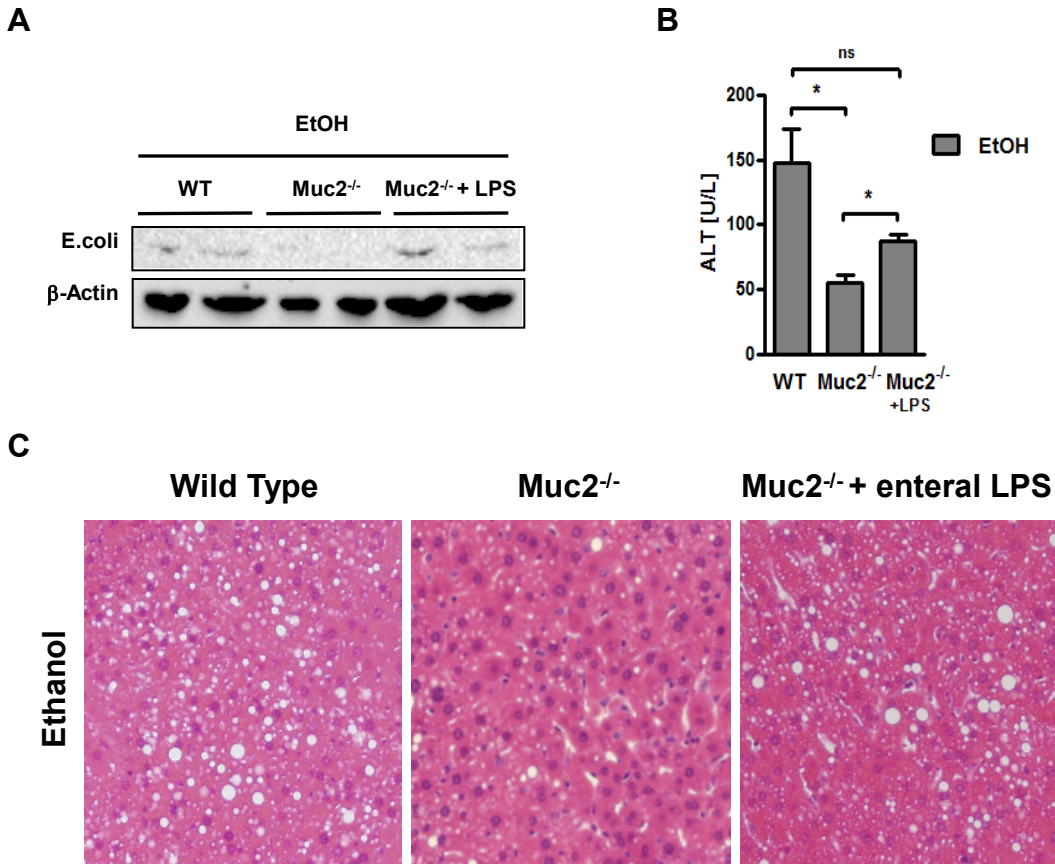 A
EtOH
WT Muc2-/- Muc2-/- + LPS
E.coli
β-Actin
B
ns
*
*
200
150
100
50
0
ALT [U/L]
EtOH
WT Muc2-/- Muc2-/-
+LPS
C
Wild Type Muc2-/- Muc2-/- + enteral LPS
Ethanol